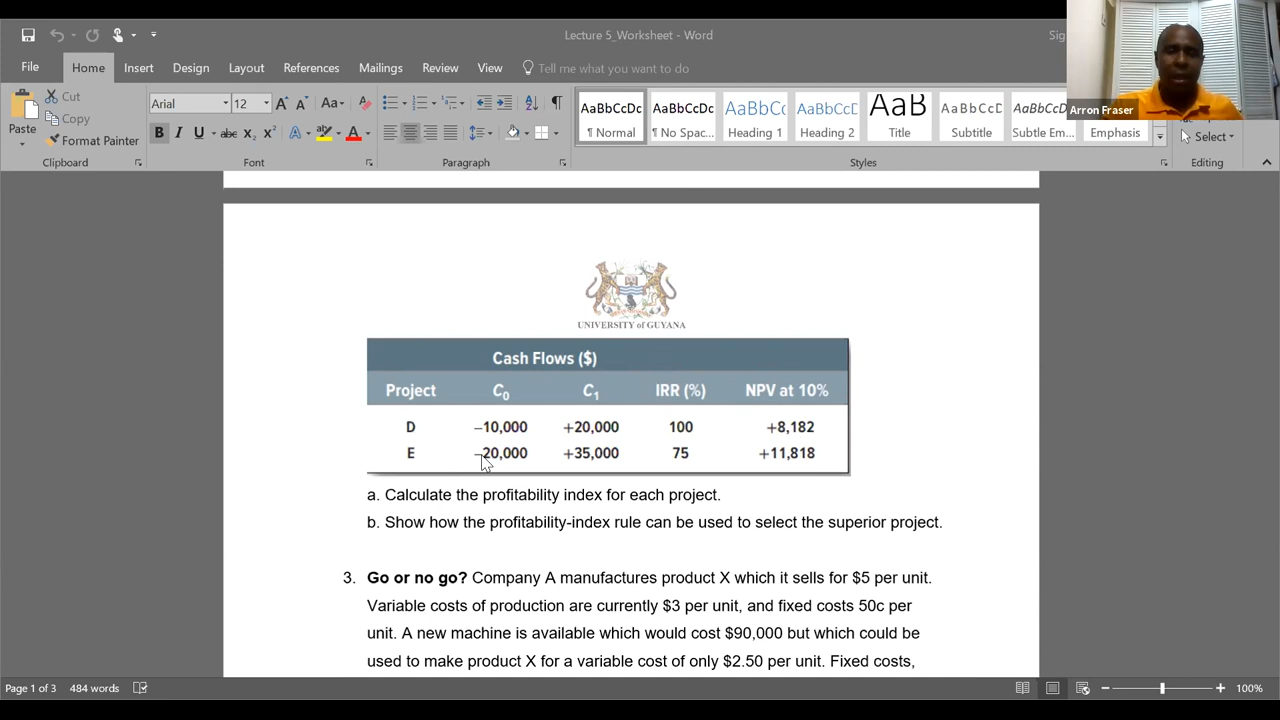 Lecture 5_Worksheet - Word
Arron Fraser
File Home Insert Design Layout References Mailings Review View Tell me what you want to do
Paste
Cut
Copy
Format Painter
Arial 12
AaBbCcDc ¶ Normal
¶ No Spac...
Heading 1
Heading 2
Title
Subtitle
Subtle Em...
Emphasis
Select
Clipboard Font Paragraph Styles Editing
UNIVERSITY of GUYANA
Cash Flows ($)
Project C0 C1 IRR (%) NPV at 10%
D −10,000 +20,000 100 +8,182
E −20,000 +35,000 75 +11,818
a. Calculate the profitability index for each project.
b. Show how the profitability-index rule can be used to select the superior project.
3. Go or no go? Company A manufactures product X which it sells for $5 per unit.
Variable costs of production are currently $3 per unit, and fixed costs 50c per
unit. A new machine is available which would cost $90,000 but which could be
used to make product X for a variable cost of only $2.50 per unit. Fixed costs,
Page 1 of 3 484 words 100%